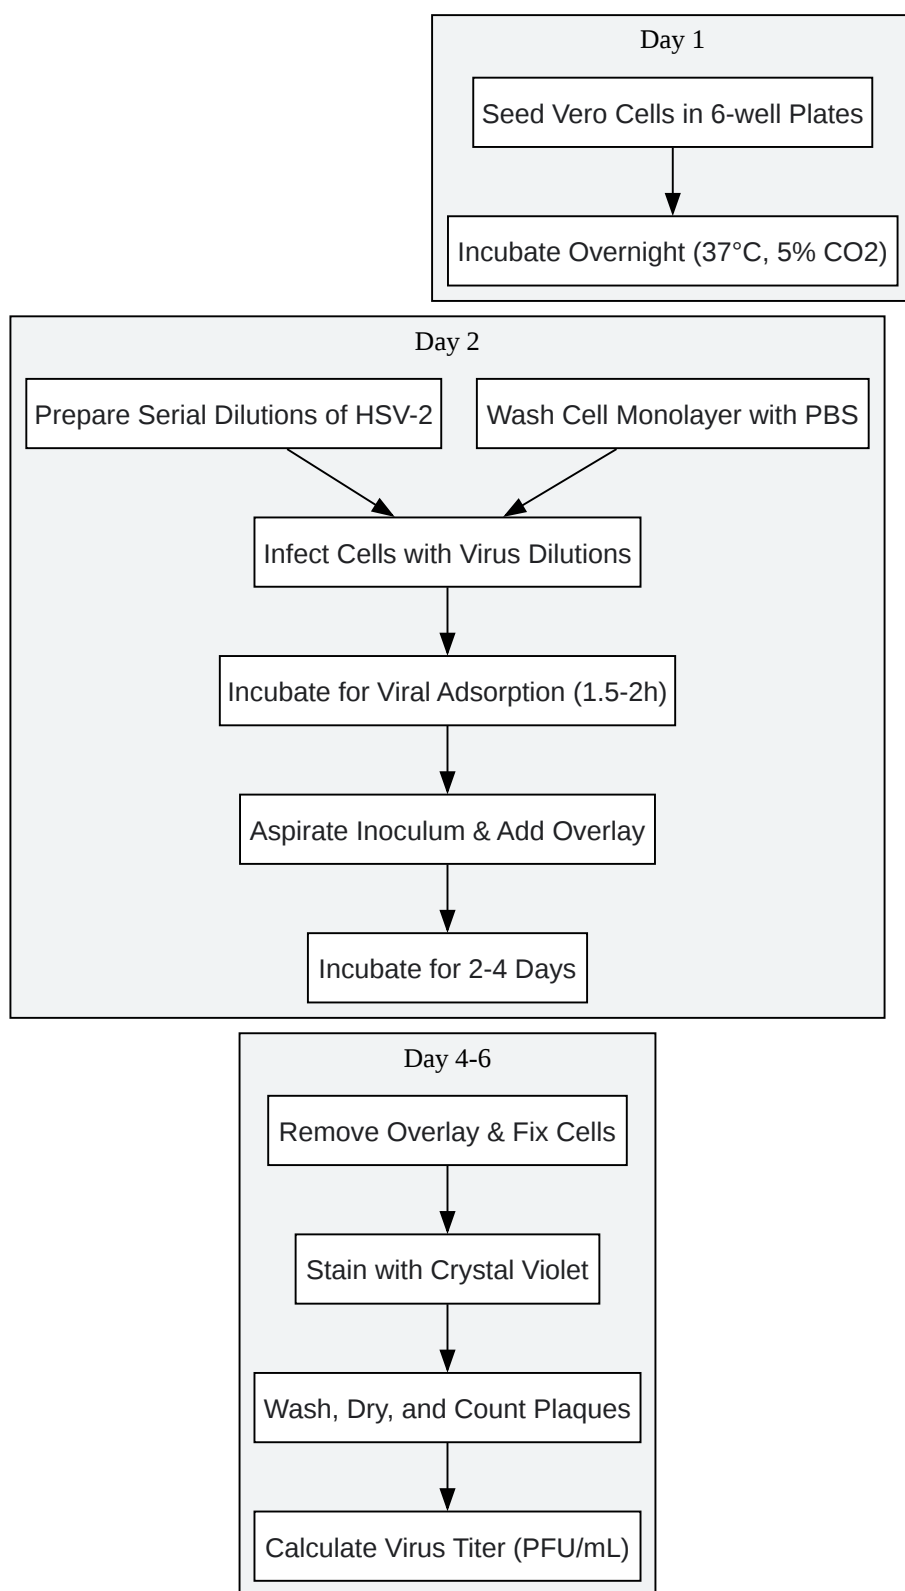 Day 1
Seed Vero Cells in 6-well Plates
Incubate Overnight (37°C, 5% CO2)
Day 2
Prepare Serial Dilutions of HSV-2
Wash Cell Monolayer with PBS
Infect Cells with Virus Dilutions
Incubate for Viral Adsorption (1.5-2h)
Aspirate Inoculum & Add Overlay
Incubate for 2-4 Days
Day 4-6
Remove Overlay & Fix Cells
Stain with Crystal Violet
Wash, Dry, and Count Plaques
Calculate Virus Titer (PFU/mL)